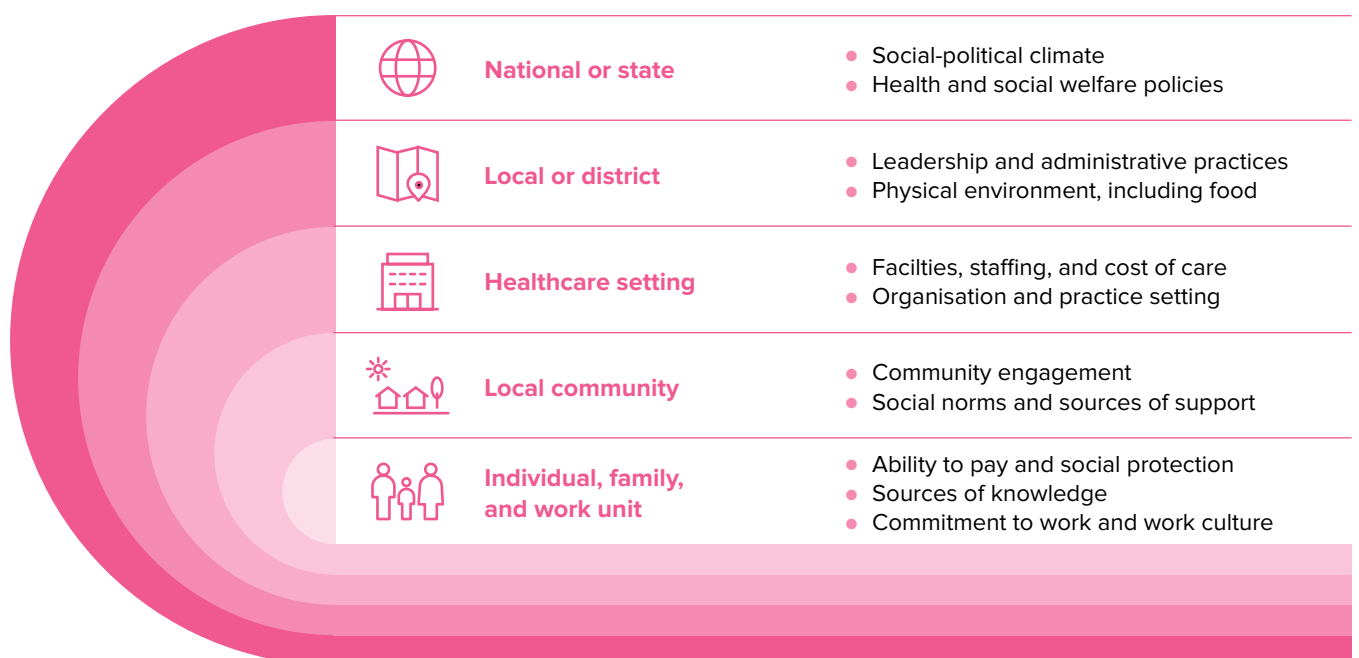 National or state
• Social-political climate
• Health and social welfare policies
Local or district
• Leadership and administrative practices
• Physical environment, including food
Healthcare setting
• Facilties, staffing, and cost of care
• Organisation and practice setting
Local community
• Community engagement
• Social norms and sources of support
Individual, family,
and work unit
• Ability to pay and social protection
• Sources of knowledge
• Commitment to work and work culture